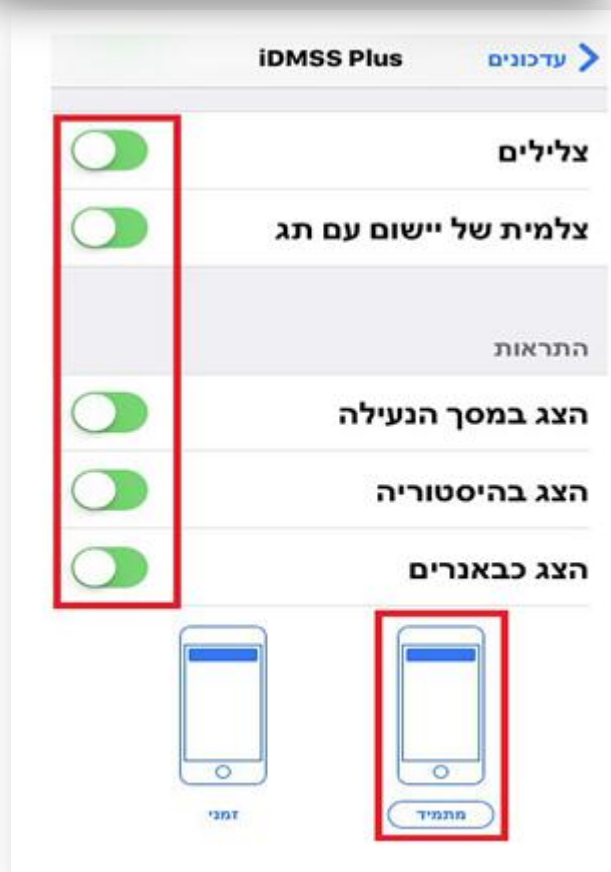 עדכונים iDMSS Plus
צלילים
צלמית של יישום עם תג
התראות
הצג במסך הנעילה
הצג בהיסטוריה
הצג כבאנרים
מתמיד זמני